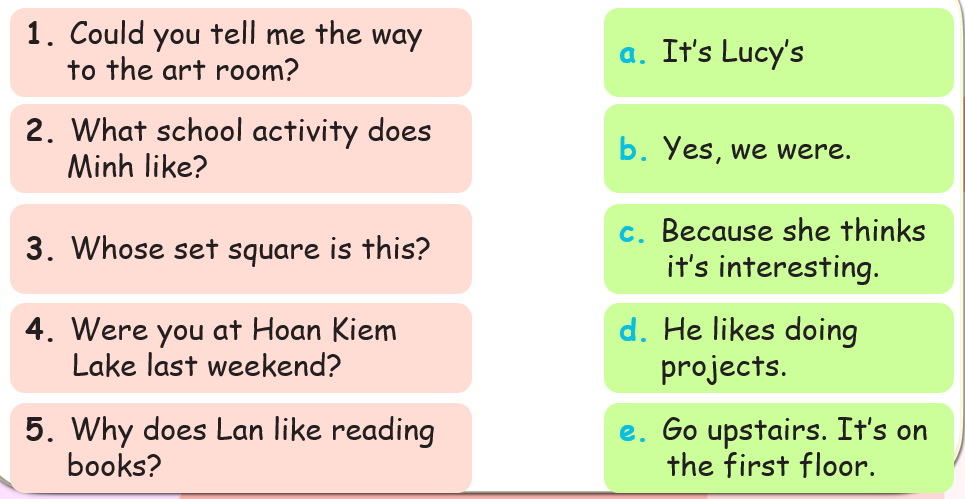 1. Could you tell me the way
to the art room?
2. What school activity does
Minh like?
3. Whose set square is this?
4. Were you at Hoan Kiem
Lake last weekend?
5. Why does Lan like reading
books?
a. It's Lucy's
b. Yes, we were.
c. Because she thinks
it's interesting.
d. He likes doing
projects.
e. Go upstairs. It's on
the first floor.